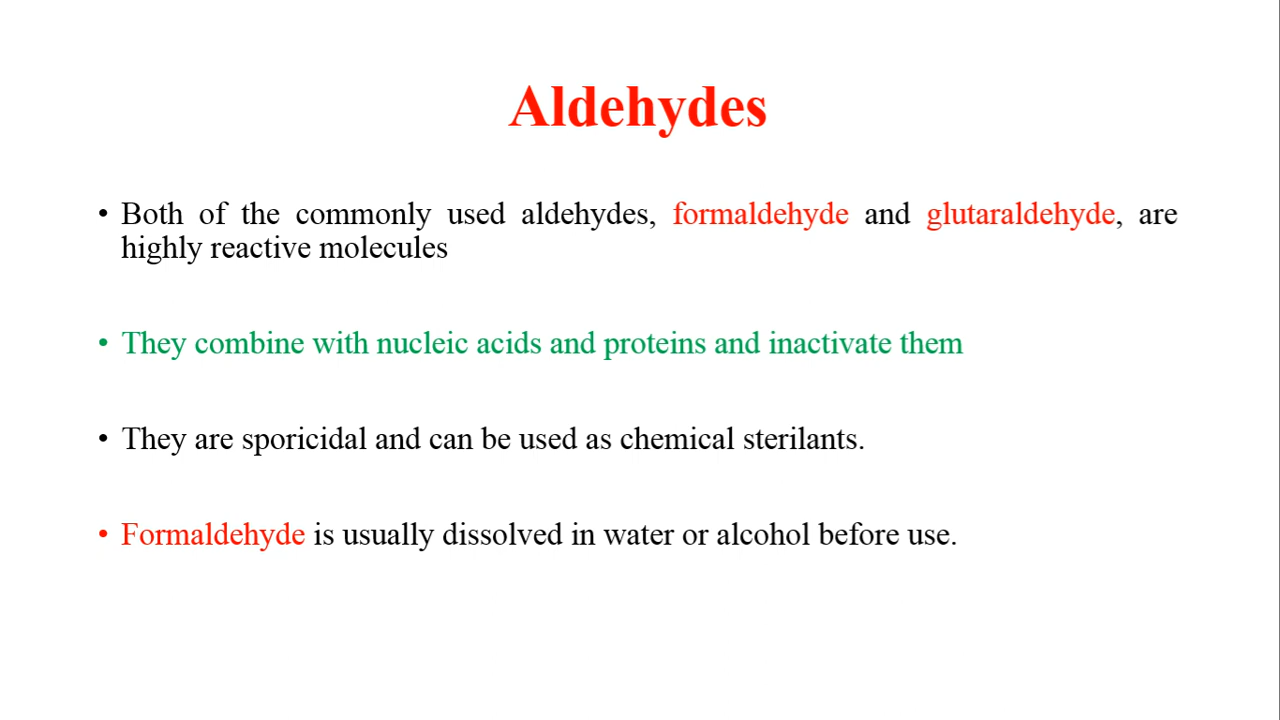 Aldehydes
• Both of the commonly used aldehydes, formaldehyde and glutaraldehyde, are
highly reactive molecules
• They combine with nucleic acids and proteins and inactivate them
• They are sporicidal and can be used as chemical sterilants.
• Formaldehyde is usually dissolved in water or alcohol before use.